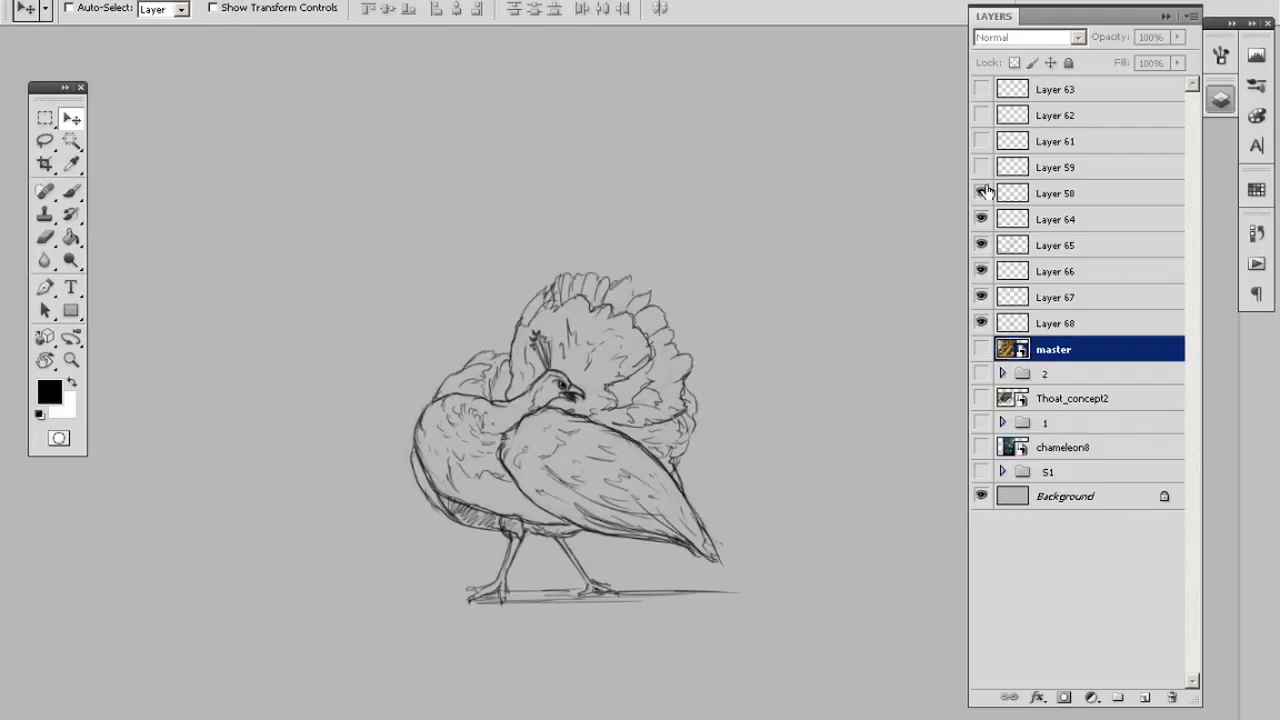 Auto-Select: Layer Show Transform Controls
LAYERS
Normal Opacity: 100%
Lock: Fill: 100%
Layer 63
Layer 62
Layer 61
Layer 59
Layer 58
Layer 64
Layer 65
Layer 66
Layer 67
Layer 68
master
2
Thoat_concept2
1
chameleon8
S1
Background